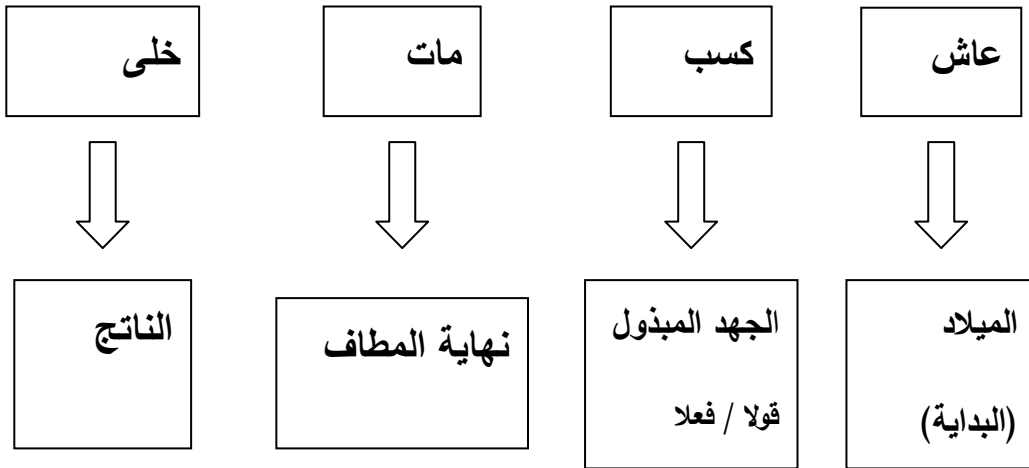 عاش
كسب
مات
خلى
الميلاد
(البداية)
الجهد المبذول
قولا / فعلا
نهاية المطاف
الناتج